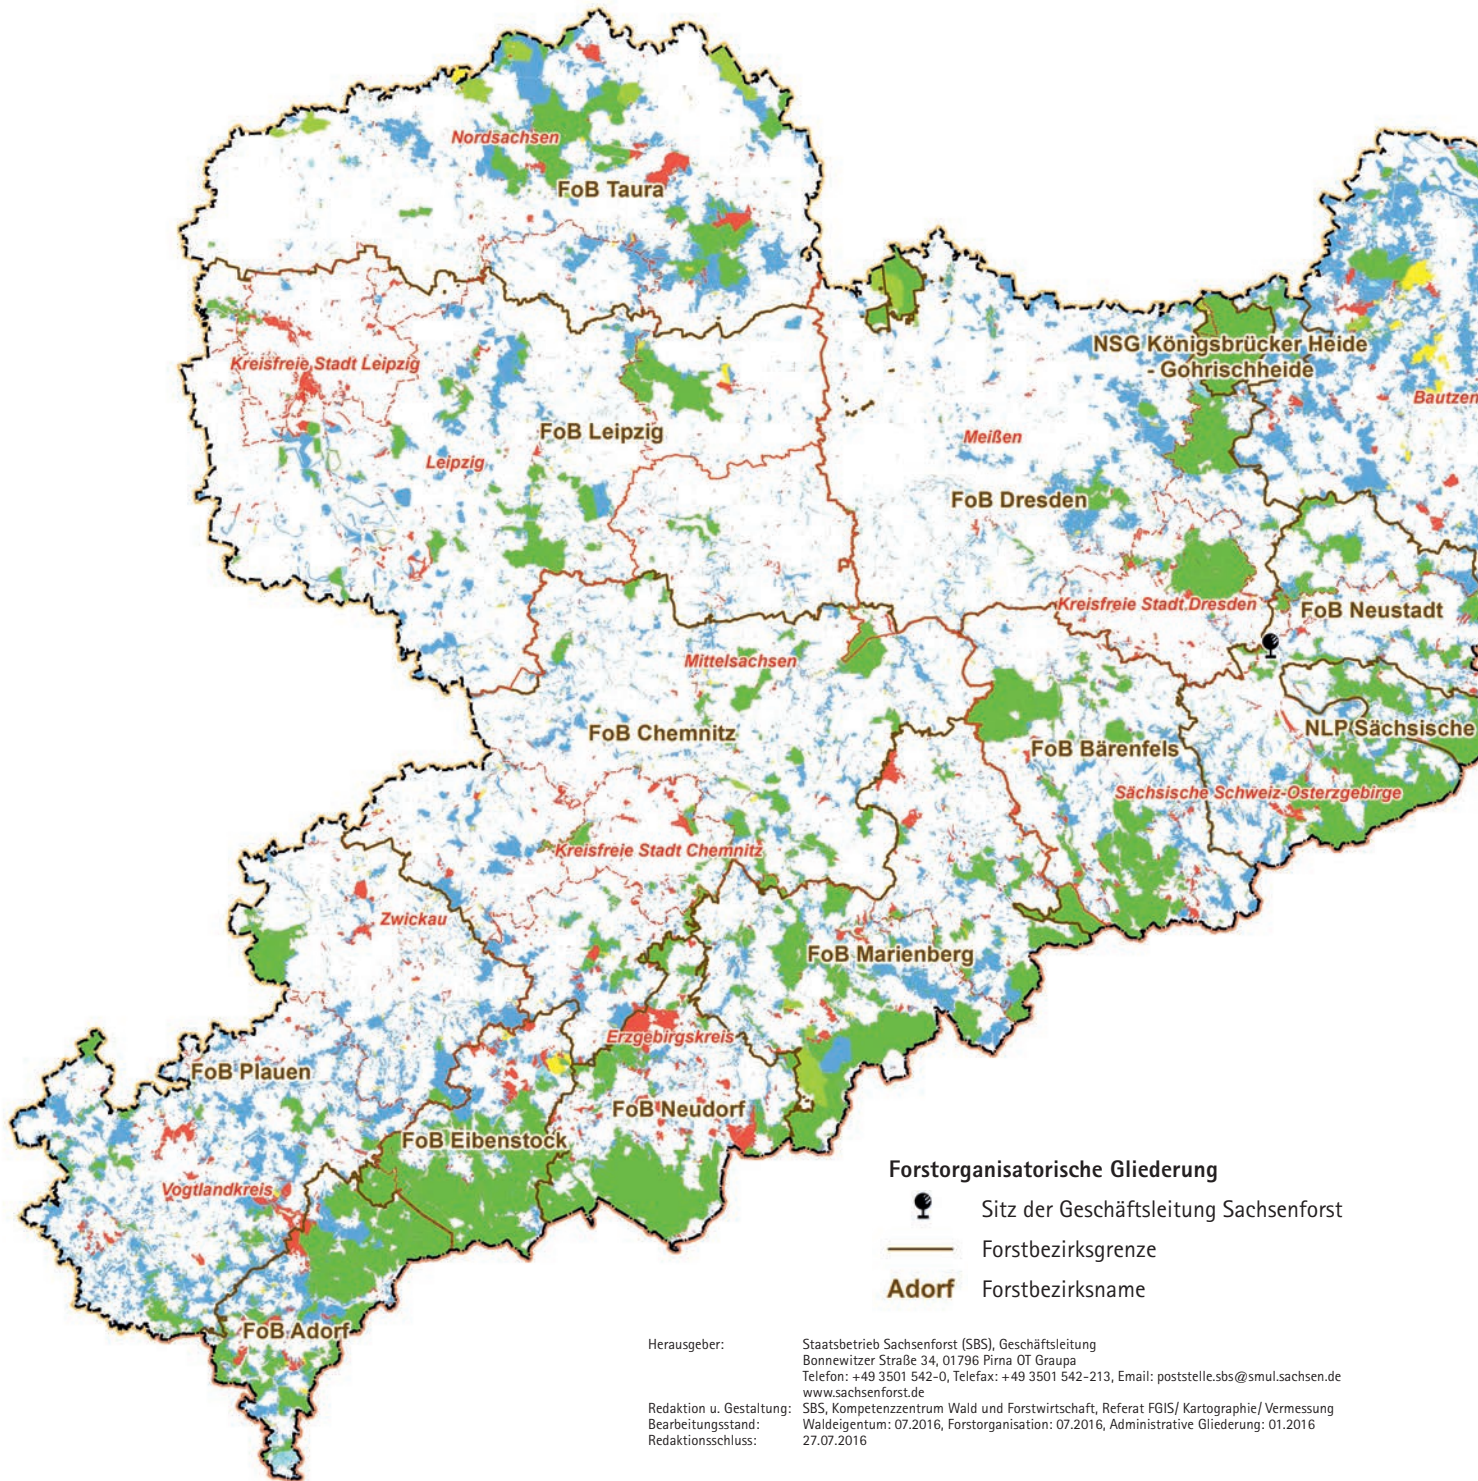 Nordsachsen
FoB Taura
NSG Königsbrücker Heide
- Gohrischheide
Kreisfreie Stadt Leipzig
Bautzen
FoB Leipzig
Meißen
Leipzig
FoB Dresden
Kreisfreie Stadt Dresden
FoB Neustadt
Mittelsachsen
FoB Chemnitz
FoB Bärenfels
NLP Sächsische
Sächsische Schweiz-Osterzgebirge
Kreisfreie Stadt Chemnitz
Zwickau
FoB Marienberg
Erzgebirgskreis
FoB Plauen
FoB Neudorf
FoB Eibenstock
Vogtlandkreis
FoB Adorf
Forstorganisatorische Gliederung
Sitz der Geschäftsleitung Sachsenforst
Forstbezirksgrenze
Adorf Forstbezirksname
Herausgeber: Staatsbetrieb Sachsenforst (SBS), Geschäftsleitung
Bonnewitzer Straße 34, 01796 Pirna OT Graupa
Telefon: +49 3501 542-0, Telefax: +49 3501 542-213, Email: poststelle.sbs@smul.sachsen.de
www.sachsenforst.de
Redaktion u. Gestaltung: SBS, Kompetenzzentrum Wald und Forstwirtschaft, Referat FGIS/ Kartographie/ Vermessung
Bearbeitungsstand: Waldeigentum: 07.2016, Forstorganisation: 07.2016, Administrative Gliederung: 01.2016
Redaktionsschluss: 27.07.2016